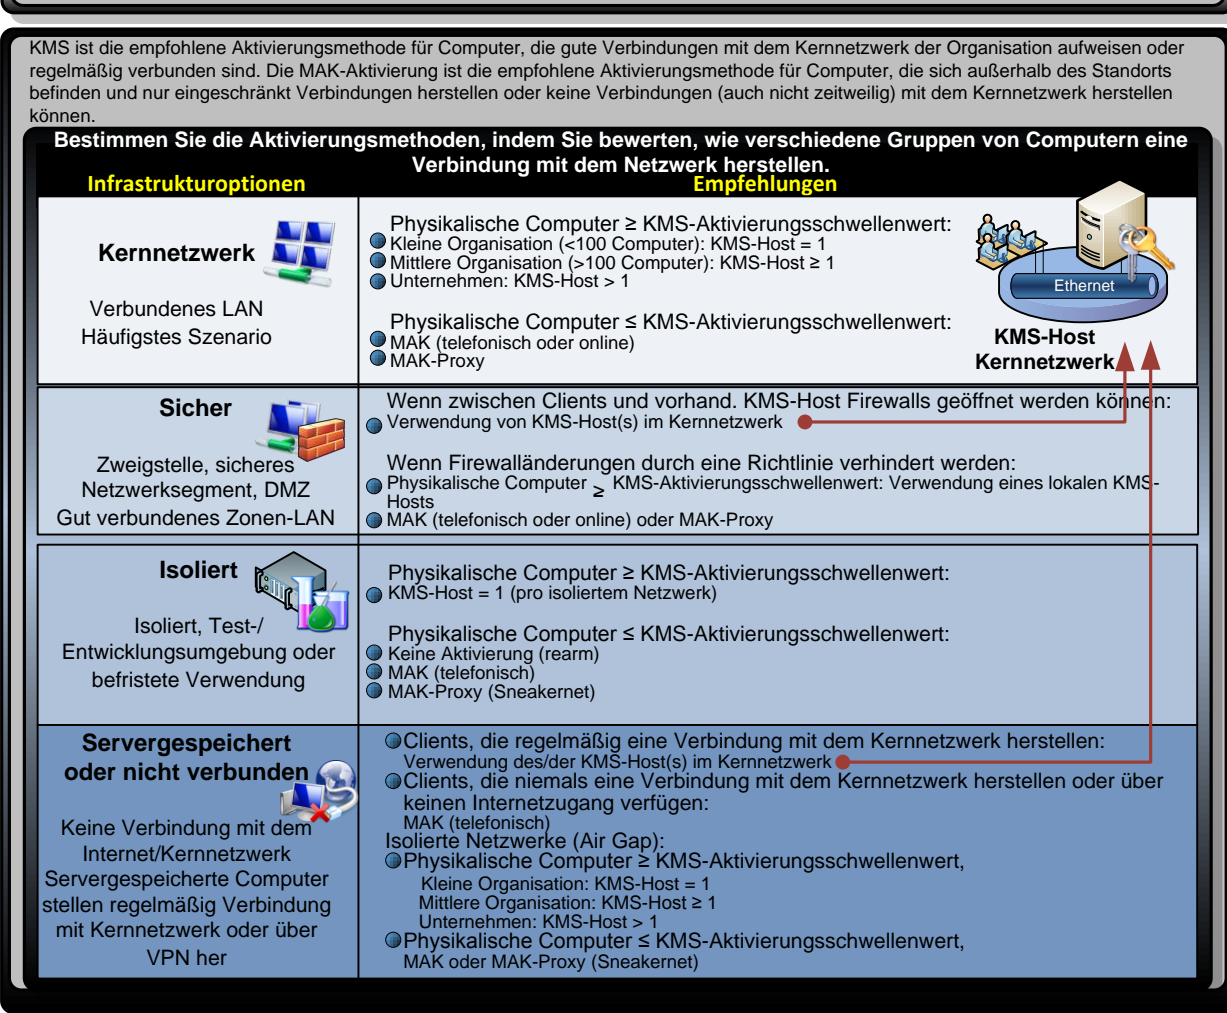 KMS ist die empfohlene Aktivierungsmethode für Computer, die gute Verbindungen mit dem Kernnetzwerk der Organisation aufweisen oder
regelmäßig verbunden sind. Die MAK-Aktivierung ist die empfohlene Aktivierungsmethode für Computer, die sich außerhalb des Standorts
befinden und nur eingeschränkt Verbindungen herstellen oder keine Verbindungen (auch nicht zeitweilig) mit dem Kernnetzwerk herstellen
können.
Bestimmen Sie die Aktivierungsmethoden, indem Sie bewerten, wie verschiedene Gruppen von Computern eine
Verbindung mit dem Netzwerk herstellen.
Infrastrukturoptionen
Empfehlungen
Kernnetzwerk
Verbundenes LAN
Häufigstes Szenario
Physikalische Computer ≥ KMS-Aktivierungsschwellenwert:
Kleine Organisation (<100 Computer): KMS-Host = 1
Mittlere Organisation (>100 Computer): KMS-Host ≥ 1
Unternehmen: KMS-Host > 1
Physikalische Computer ≤ KMS-Aktivierungsschwellenwert:
MAK (telefonisch oder online)
MAK-Proxy
Ethernet
KMS-Host
Kernnetzwerk
Sicher
Zweigstelle, sicheres
Netzwerksegment, DMZ
Gut verbundenes Zonen-LAN
Wenn zwischen Clients und vorhand. KMS-Host Firewalls geöffnet werden können:
Verwendung von KMS-Host(s) im Kernnetzwerk
Wenn Firewalländerungen durch eine Richtlinie verhindert werden:
Physikalische Computer ≥ KMS-Aktivierungsschwellenwert: Verwendung eines lokalen KMS-
Hosts
MAK (telefonisch oder online) oder MAK-Proxy
Isoliert
Isoliert, Test-/
Entwicklungsumgebung oder
befristete Verwendung
Physikalische Computer ≥ KMS-Aktivierungsschwellenwert:
KMS-Host = 1 (pro isoliertem Netzwerk)
Physikalische Computer ≤ KMS-Aktivierungsschwellenwert:
Keine Aktivierung (rearm)
MAK (telefonisch)
MAK-Proxy (Sneakernet)
Servergespeichert
oder nicht verbunden
Keine Verbindung mit dem
Internet/Kernnetzwerk
Servergespeicherte Computer
stellen regelmäßig Verbindung
mit Kernnetzwerk oder über
VPN her
Clients, die regelmäßig eine Verbindung mit dem Kernnetzwerk herstellen:
Verwendung des/der KMS-Host(s) im Kernnetzwerk
Clients, die niemals eine Verbindung mit dem Kernnetzwerk herstellen oder über
keinen Internetzugang verfügen:
MAK (telefonisch)
Isolierte Netzwerke (Air Gap):
Physikalische Computer ≥ KMS-Aktivierungsschwellenwert,
Kleine Organisation: KMS-Host = 1
Mittlere Organisation: KMS-Host ≥ 1
Unternehmen: KMS-Host > 1
Physikalische Computer ≤ KMS-Aktivierungsschwellenwert,
MAK oder MAK-Proxy (Sneakernet)